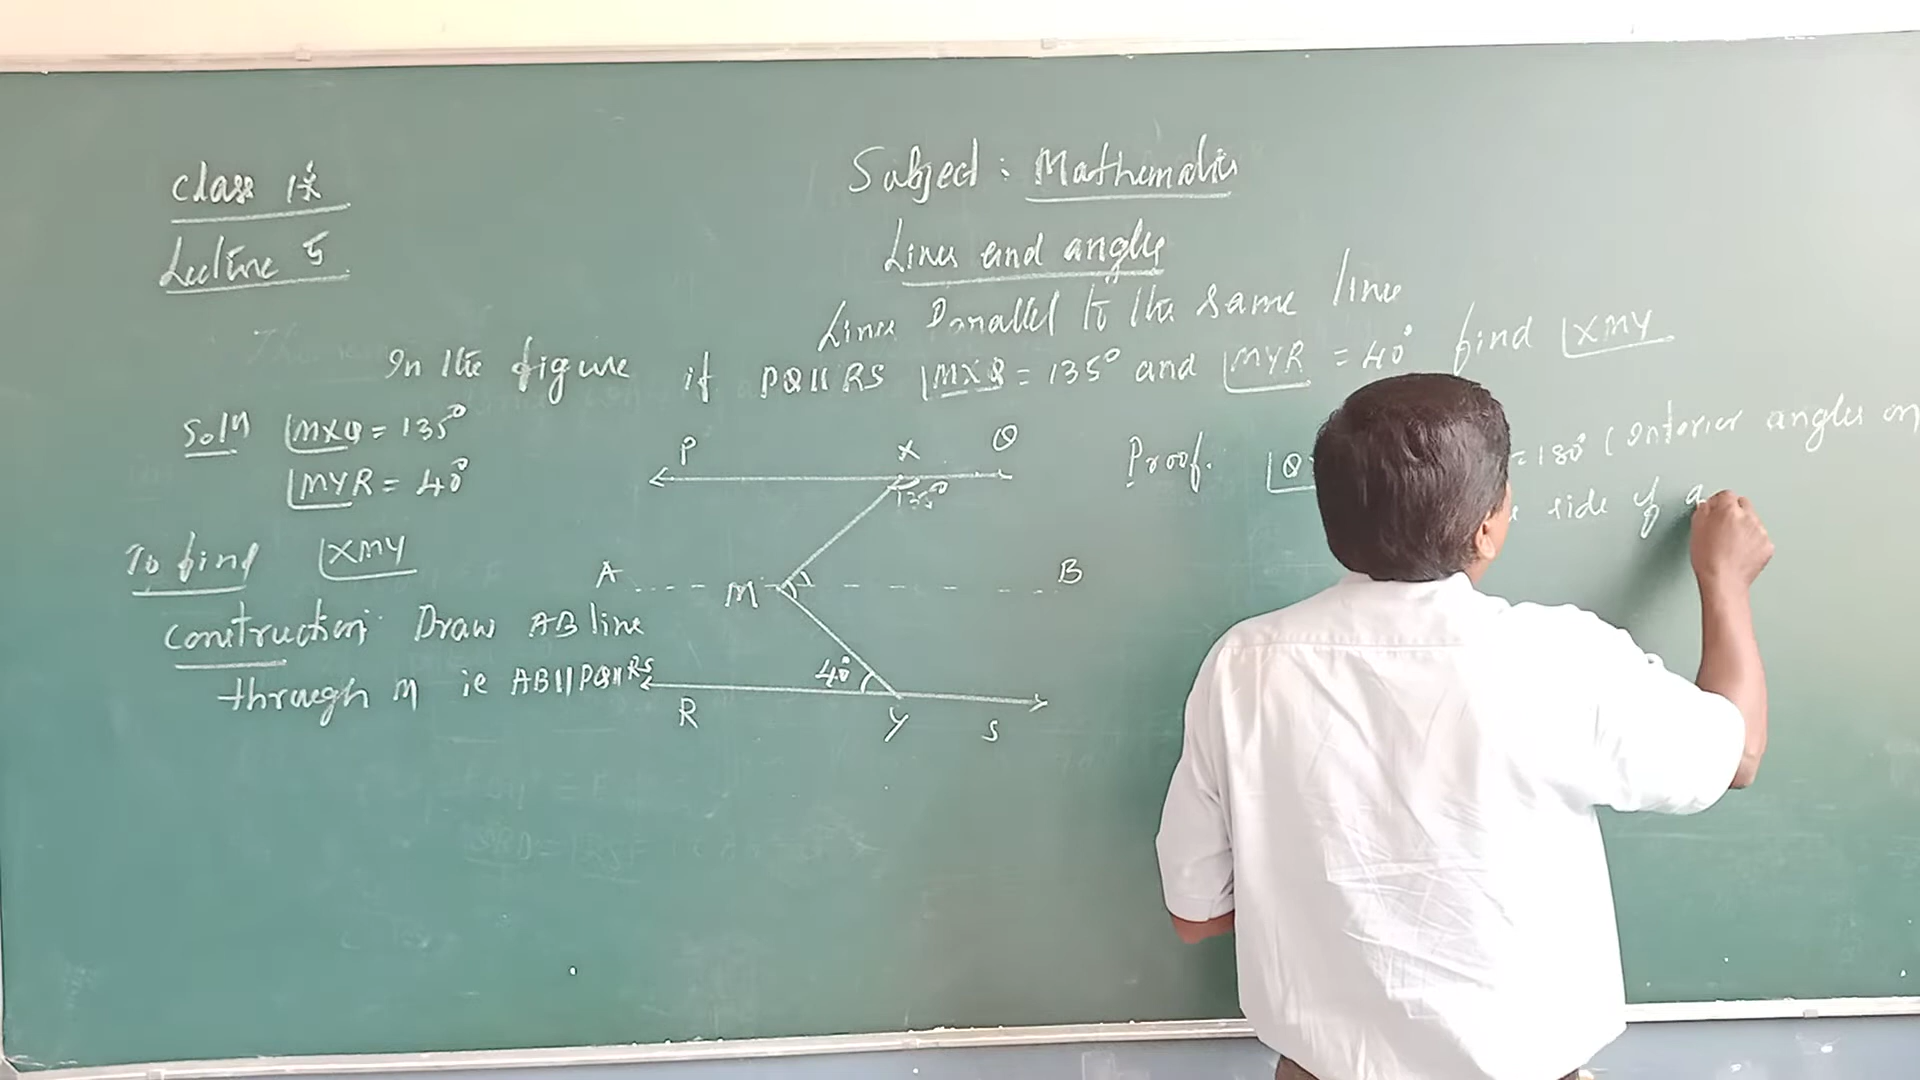 Class IX
Lecture 5
Subject: Mathematics
Lines and angles
Lines Parallel to the same line
In the figure if PQ||RS ∠MXQ = 135° and ∠MYR = 40° find ∠XMY
Soln ∠MXQ = 135°
∠MYR = 40°
To find ∠XMY
Construction: Draw AB line
through M ie AB||PQ||RS
P X Q
135°
A M B
40°
R Y S
Proof. ∠Q = 180° (Interior angles on
side of a